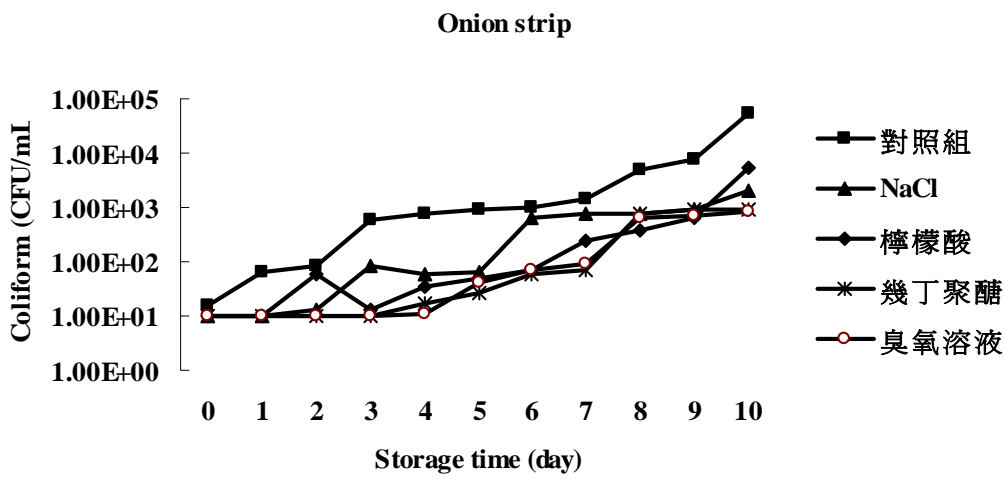 Onion strip
Coliform (CFU/mL
1.00E+05
1.00E+04
1.00E+03
1.00E+02
1.00E+01
1.00E+00
0 1 2 3 4 5 6 7 8 9 10
Storage time (day)
對照組
NaCl
檸檬酸
幾丁聚醣
臭氧溶液